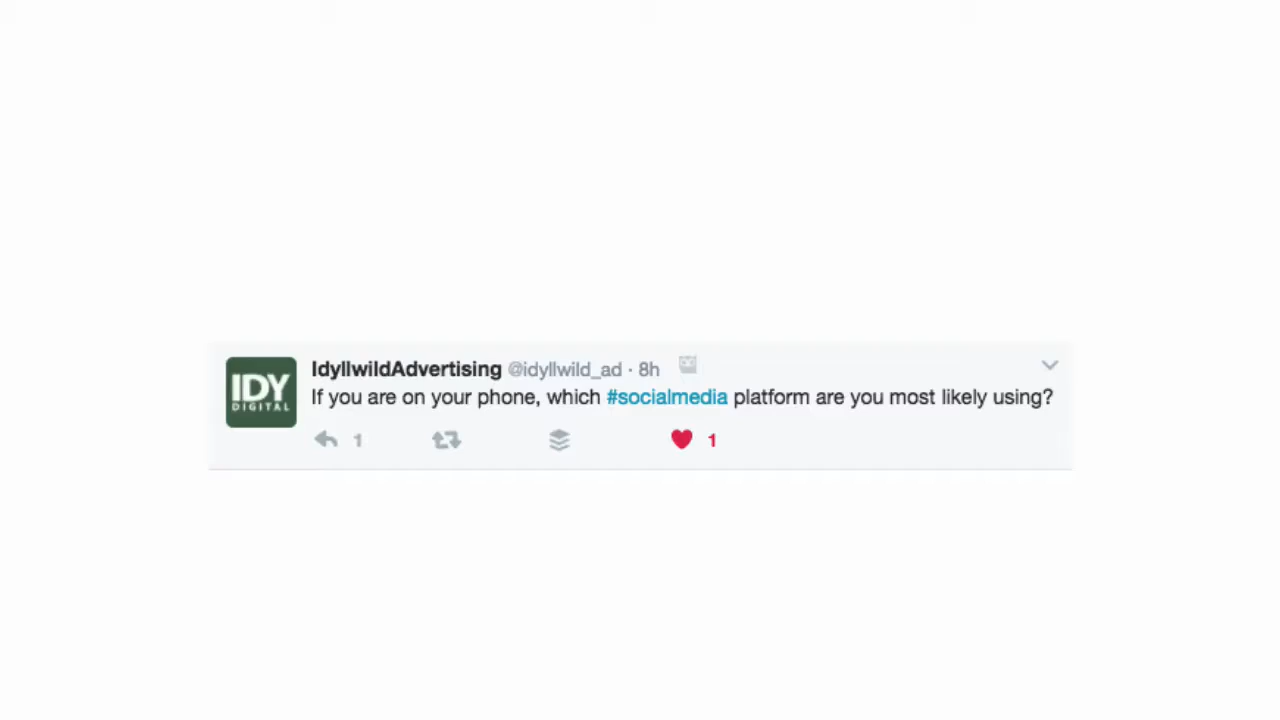 IDY
DIGITAL
IdyllwildAdvertising @idyllwild_ad · 8h
If you are on your phone, which #socialmedia platform are you most likely using?
1 1